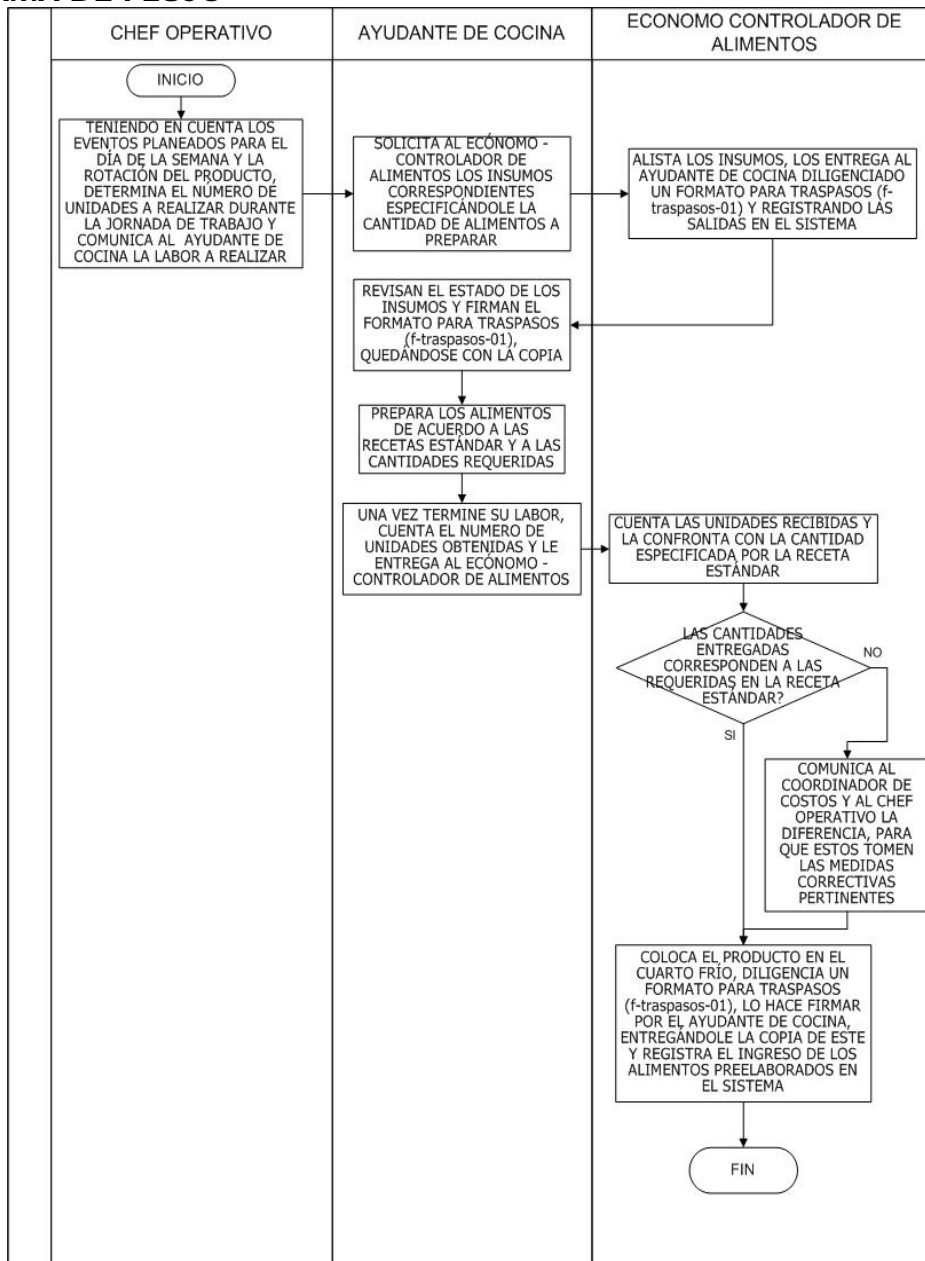 CHEF OPERATIVO
AYUDANTE DE COCINA
ECONOMO CONTROLADOR DE
ALIMENTOS
INICIO
TENIENDO EN CUENTA LOS
EVENTOS PLANEADOS PARA EL
DÍA DE LA SEMANA Y LA
ROTACIÓN DEL PRODUCTO,
DETERMINA EL NÚMERO DE
UNIDADES A REALIZAR DURANTE
LA JORNADA DE TRABAJO Y
COMUNICA AL AYUDANTE DE
COCINA LA LABOR A REALIZAR
SOLICITA AL ECÓNOMO -
CONTROLADOR DE
ALIMENTOS LOS INSUMOS
CORRESPONDIENTES
ESPECIFICÁNDOLE LA
CANTIDAD DE ALIMENTOS A
PREPARAR
ALISTA LOS INSUMOS, LOS ENTREGA AL
AYUDANTE DE COCINA DILIGENCIADO
UN FORMATO PARA TRASPASOS (f-
traspasos-01) Y REGISTRANDO LAS
SALIDAS EN EL SISTEMA
REVISAN EL ESTADO DE LOS
INSUMOS Y FIRMAN EL
FORMATO PARA TRASPASOS
(f-traspasos-01),
QUEDÁNDOSE CON LA COPIA
PREPARA LOS ALIMENTOS
DE ACUERDO A LAS
RECETAS ESTÁNDAR Y A LAS
CANTIDADES REQUERIDAS
UNA VEZ TERMINE SU LABOR,
CUENTA EL NUMERO DE
UNIDADES OBTENIDAS Y LE
ENTREGA AL ECÓNOMO -
CONTROLADOR DE ALIMENTOS
CUENTA LAS UNIDADES RECIBIDAS Y
LA CONFRONTA CON LA CANTIDAD
ESPECIFICADA POR LA RECETA
ESTÁNDAR
LAS CANTIDADES
ENTREGADAS
CORRESPONDEN A LAS
REQUERIDAS EN LA RECETA
ESTÁNDAR?
NO
SI
COMUNICA AL
COORDINADOR DE
COSTOS Y AL CHEF
OPERATIVO LA
DIFERENCIA, PARA
QUE ESTOS TOMEN
LAS MEDIDAS
CORRECTIVAS
PERTINENTES
COLOCA EL PRODUCTO EN EL
CUARTO FRÍO, DILIGENCIA UN
FORMATO PARA TRASPASOS
(f-traspasos-01), LO HACE FIRMAR
POR EL AYUDANTE DE COCINA,
ENTREGÁNDOLE LA COPIA DE ESTE
Y REGISTRA EL INGRESO DE LOS
ALIMENTOS PREELABORADOS EN
EL SISTEMA
FIN